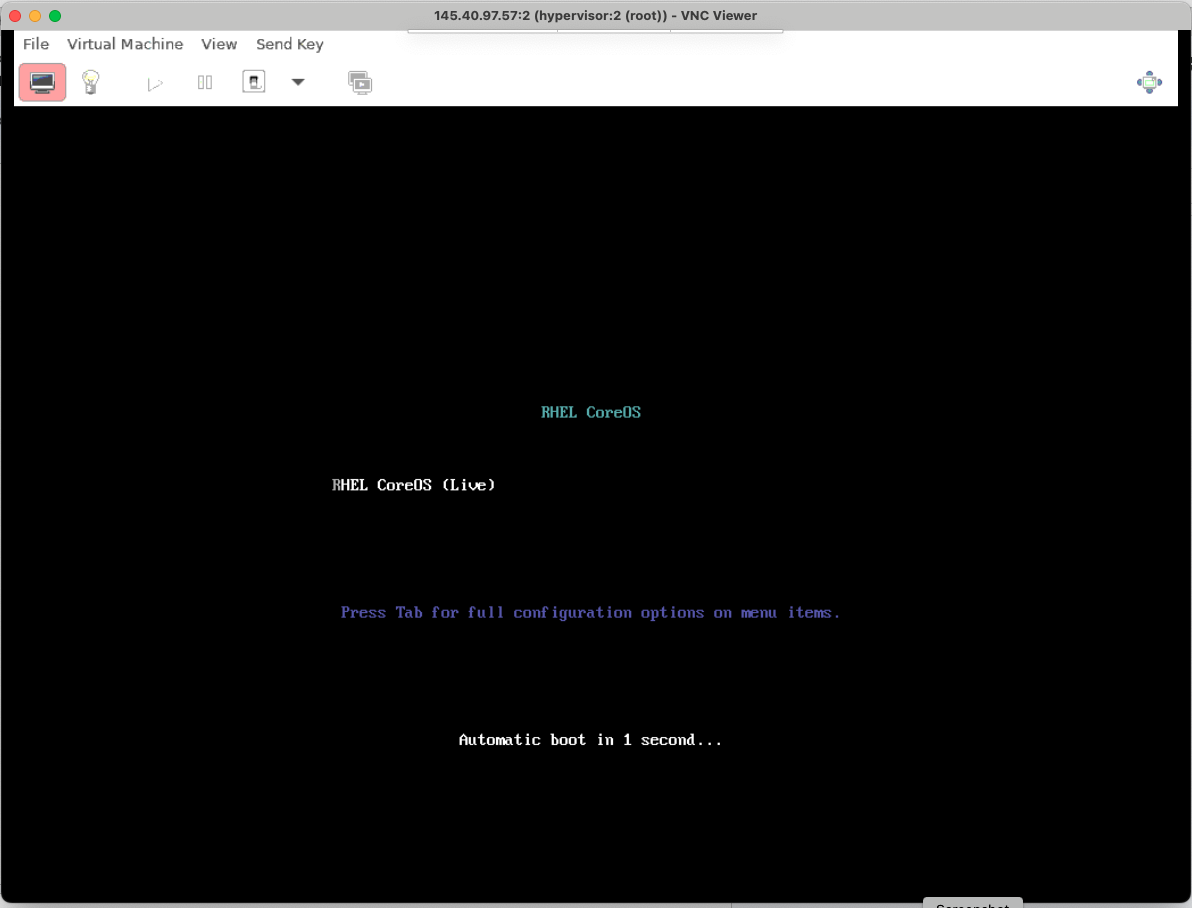 145.40.97.57:2 (hypervisor:2 (root)) - VNC Viewer
File Virtual Machine View Send Key
RHEL CoreOS
RHEL CoreOS (Live)
Press Tab for full configuration options on menu items.
Automatic boot in 1 second...
Screenshot